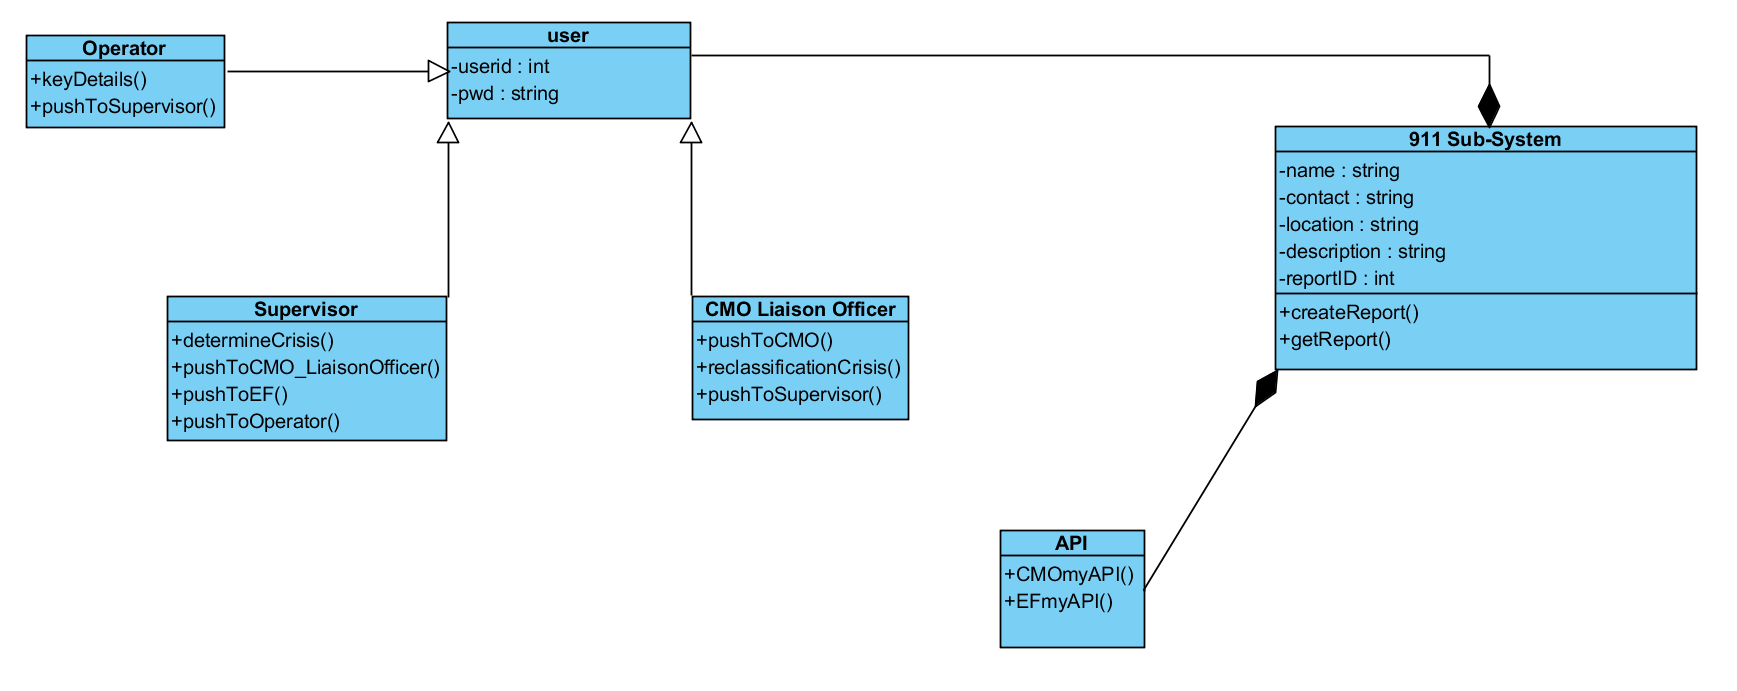 Operator
+keyDetails()
+pushToSupervisor()
user
-userid : int
-pwd : string
911 Sub-System
-name : string
-contact : string
-location : string
-description : string
-reportID : int
+createReport()
+getReport()
Supervisor
+determineCrisis()
+pushToCMO_LiaisonOfficer()
+pushToEF()
+pushToOperator()
CMO Liaison Officer
+pushToCMO()
+reclassificationCrisis()
+pushToSupervisor()
API
+CMOmyAPI()
+EFmyAPI()